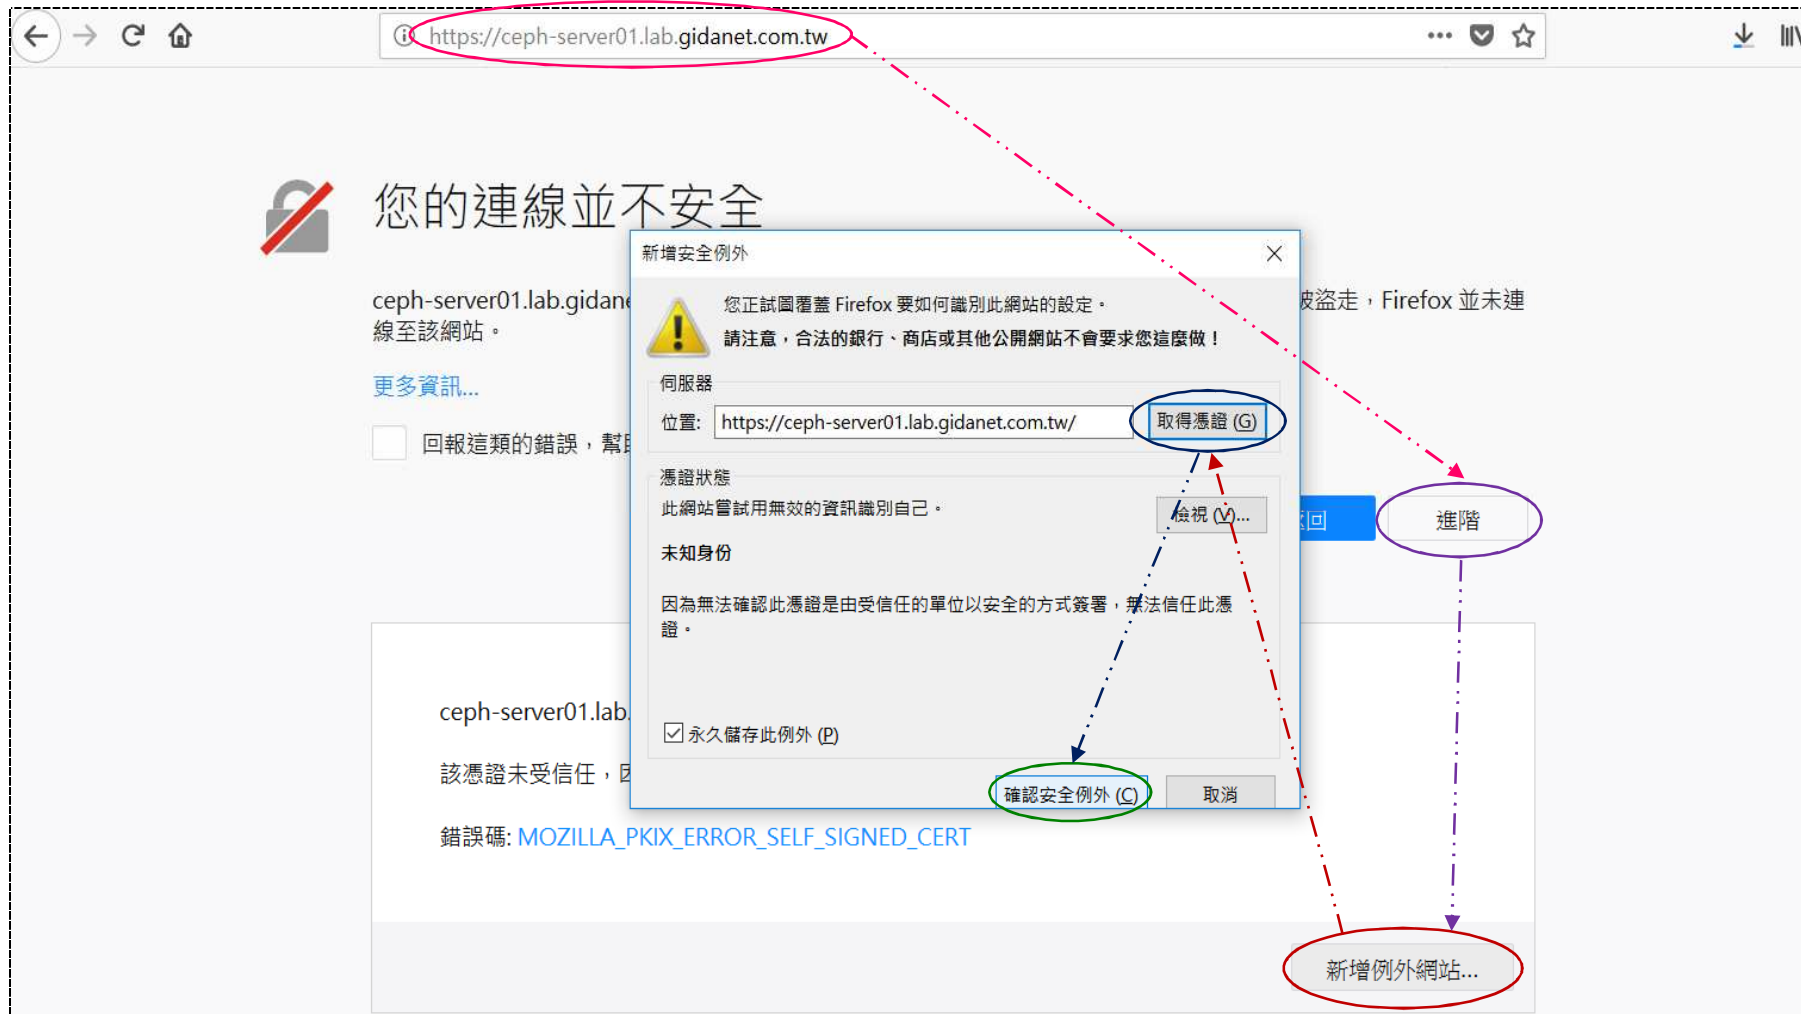 https://ceph-server01.lab.gidanet.com.tw
您的連線並不安全
ceph-server01.lab.gidane
被盜走，Firefox 並未連
線至該網站。
更多資訊...
回報這類的錯誤，幫
返回
進階
新增安全例外
您正試圖覆蓋 Firefox 要如何識別此網站的設定。
請注意，合法的銀行、商店或其他公開網站不會要求您這麼做！
伺服器
位置: https://ceph-server01.lab.gidanet.com.tw/ 取得憑證 (G)
憑證狀態
此網站嘗試用無效的資訊識別自己。
檢視 (V)...
未知身份
因為無法確認此憑證是由受信任的單位以安全的方式簽署，無法信任此憑
證。
永久儲存此例外 (P)
確認安全例外 (C) 取消
ceph-server01.lab.
該憑證未受信任，因
錯誤碼: MOZILLA_PKIX_ERROR_SELF_SIGNED_CERT
新增例外網站...